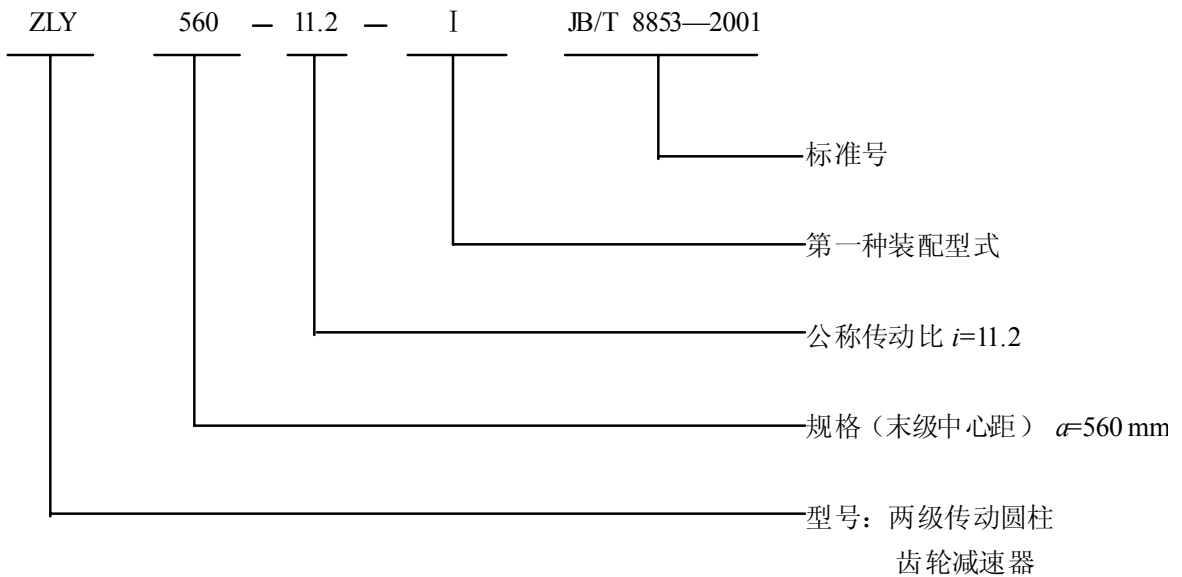 ZLY 560 — 11.2 — I JB/T 8853—2001
标准号
第一种装配型式
公称传动比 i=11.2
规格（末级中心距） a=560 mm
型号：两级传动圆柱
齿轮减速器